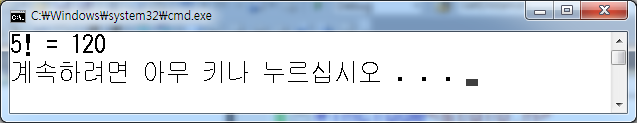 C:₩Windows₩system32₩cmd.exe
5! = 120
계속하려면 아무 키나 누르십시오 . . .